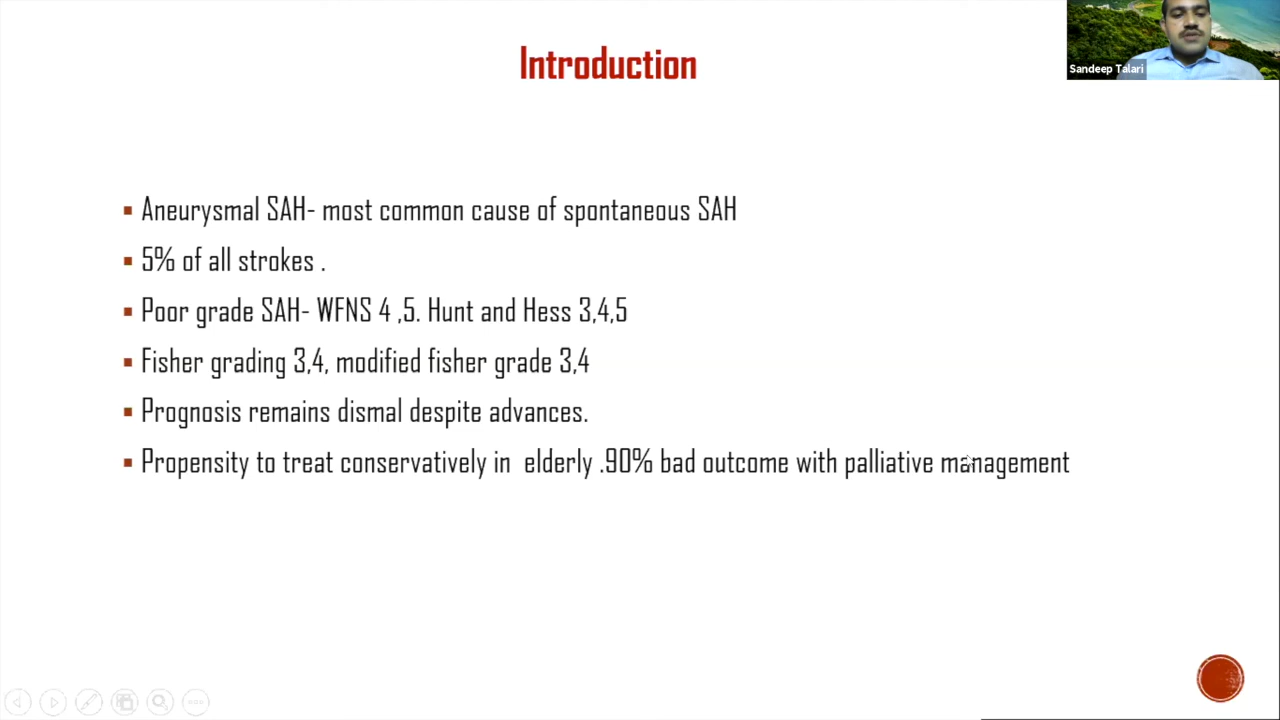 Introduction
Sandeep Talari
Aneurysmal SAH- most common cause of spontaneous SAH
5% of all strokes .
Poor grade SAH- WFNS 4 ,5. Hunt and Hess 3,4,5
Fisher grading 3,4, modified fisher grade 3,4
Prognosis remains dismal despite advances.
Propensity to treat conservatively in  elderly .90% bad outcome with palliative management